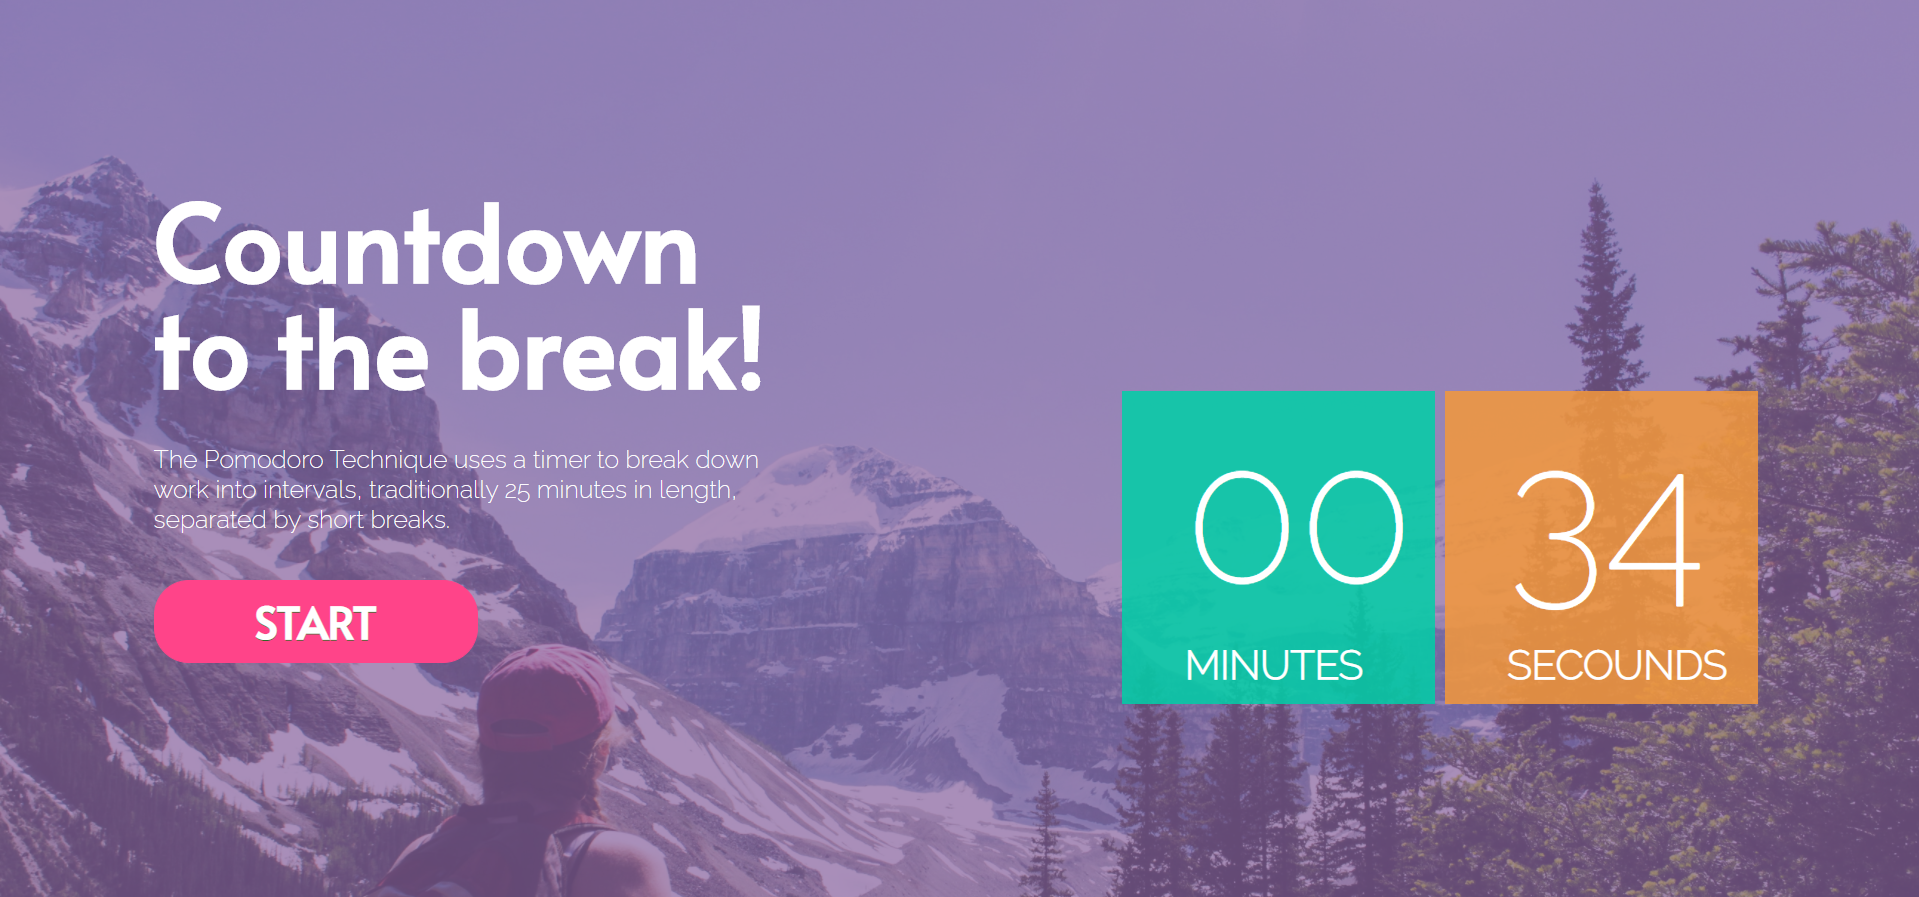 Countdown
to the break!
The Pomodoro Technique uses a timer to break down
work into intervals, traditionally 25 minutes in length,
separated by short breaks.
START
00 34
MINUTES SECOUNDS